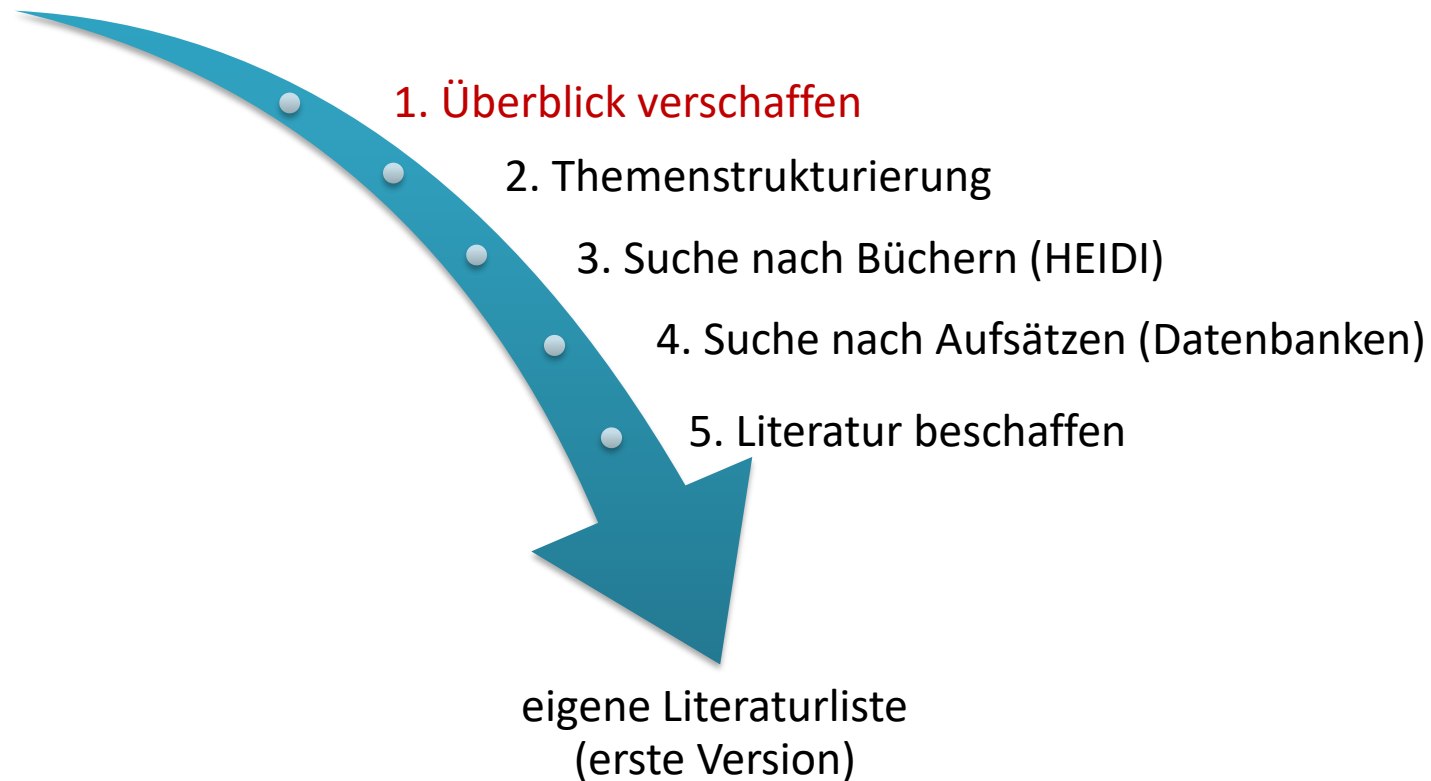 1. Überblick verschaffen
2. Themenstrukturierung
3. Suche nach Büchern (HEIDI)
4. Suche nach Aufsätzen (Datenbanken)
5. Literatur beschaffen
eigene Literaturliste
(erste Version)